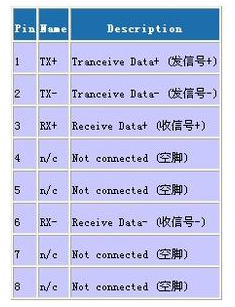 Pin Name Description
1 TX+ Tranceive Data+ (发信号+)
2 TX- Tranceive Data- (发信号-)
3 RX+ Receive Data+ (收信号+)
4 n/c Not connected (空脚)
5 n/c Not connected (空脚)
6 RX- Receive Data- (收信号-)
7 n/c Not connected (空脚)
8 n/c Not connected (空脚)